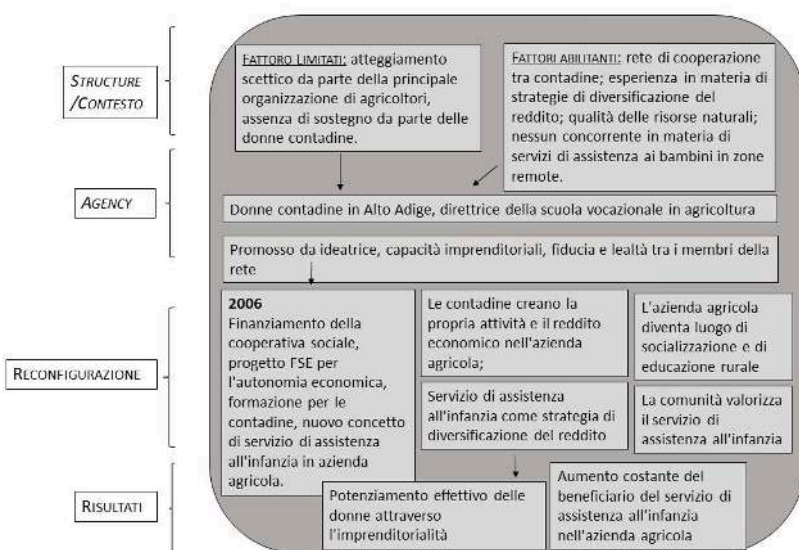 STRUCTURE
/CONTESTO
FATTORO LIMITATI: atteggiamento
scettico da parte della principale
organizzazione di agricoltori,
assenza di sostegno da parte delle
donne contadine.
FATTORI ABILITANTI: rete di cooperazione
tra contadine; esperienza in materia di
strategie di diversificazione del
reddito; qualità delle risorse naturali;
nessun concorrente in materia di
servizi di assistenza ai bambini in zone
remote.
AGENCY
Donne contadine in Alto Adige, direttrice della scuola vocazionale in agricoltura
Promosso da ideatrice, capacità imprenditoriali, fiducia e lealtà tra i membri della
rete
RECONFIGURAZIONE
2006
Finanziamento della
cooperativa sociale,
progetto FSE per
l'autonomia economica,
formazione per le
contadine, nuovo concetto
di servizio di assistenza
all'infanzia in azienda
agricola.
Le contadine creano la
propria attività e il reddito
economico nell'azienda
agricola;
L'azienda agricola
diventa luogo di
socializzazione e di
educazione rurale
Servizio di assistenza
all'infanzia come strategia di
diversificazione del reddito
La comunità valorizza
il servizio di
assistenza all'infanzia
RISULTATI
Potenziamento effettivo delle
donne attraverso
l'imprenditorialità
Aumento costante del
beneficiario del servizio di
assistenza all'infanzia
nell'azienda agricola